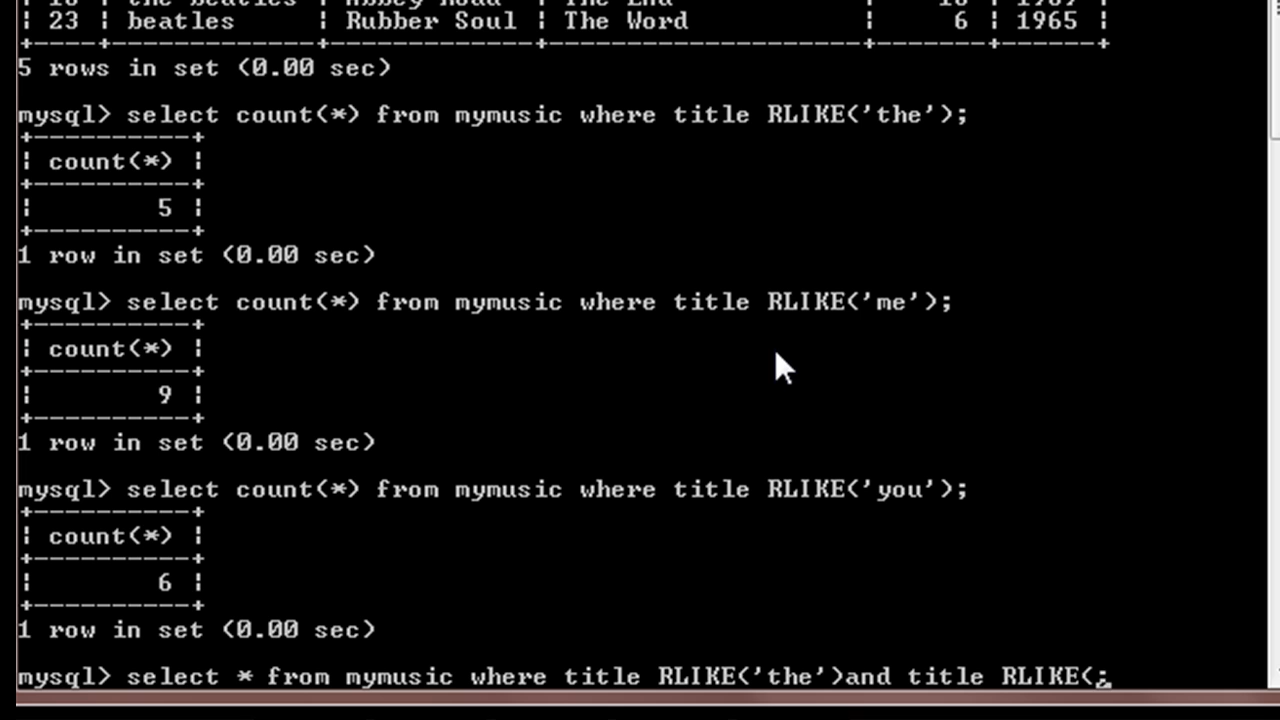 ¦ 23 ¦ beatles ¦ Rubber Soul ¦ The Word ¦ 6 ¦ 1965 ¦
5 rows in set (0.00 sec)
mysql> select count(*) from mymusic where title RLIKE('the');
¦ count(*) ¦
¦ 5 ¦
1 row in set (0.00 sec)
mysql> select count(*) from mymusic where title RLIKE('me');
¦ count(*) ¦
¦ 9 ¦
1 row in set (0.00 sec)
mysql> select count(*) from mymusic where title RLIKE('you');
¦ count(*) ¦
¦ 6 ¦
1 row in set (0.00 sec)
mysql> select * from mymusic where title RLIKE('the')and title RLIKE(;